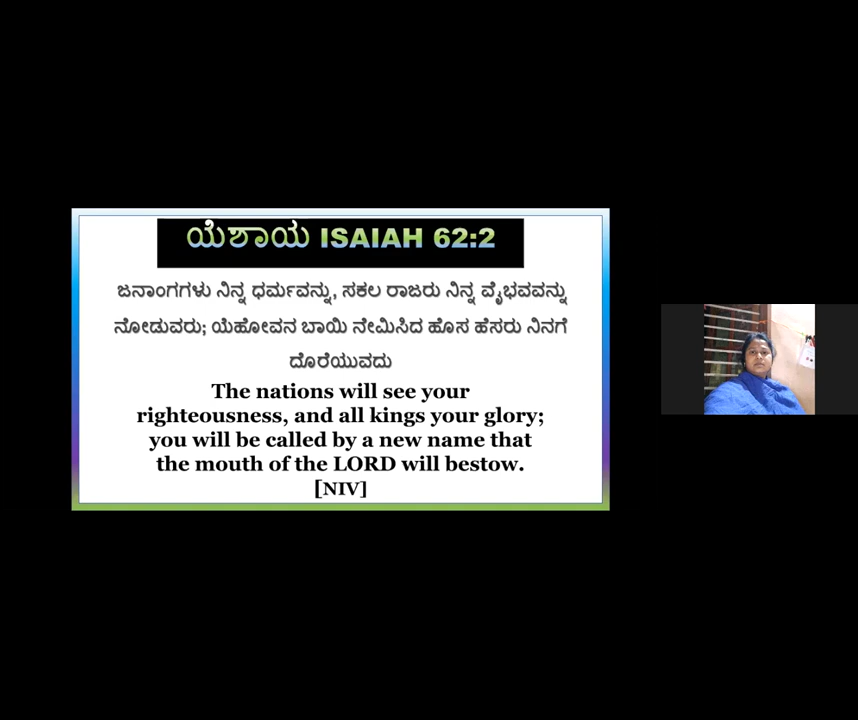 ಯೆಶಾಯ ISAIAH 62:2
ಜನಾಂಗಗಳು ನಿನ್ನ ಧರ್ಮವನ್ನು, ಸಕಲ ರಾಜರು ನಿನ್ನ ವೈಭವವನ್ನು
ನೋಡುವರು; ಯೆಹೋವನ ಬಾಯಿ ನೇಮಿಸಿದ ಹೊಸ ಹೆಸರು ನಿನಗೆ
ದೊರೆಯುವದು
The nations will see your
righteousness, and all kings your glory;
you will be called by a new name that
the mouth of the LORD will bestow.
[NIV]